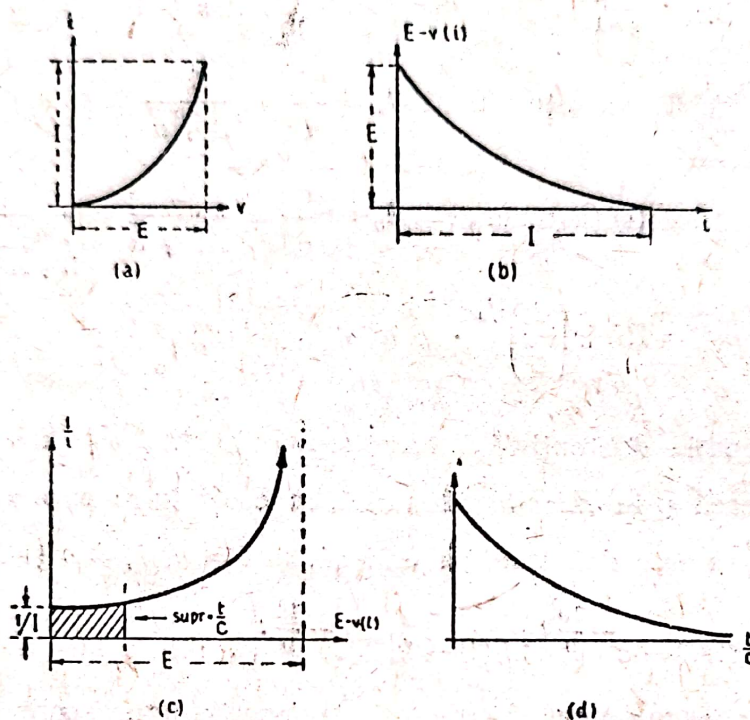 i
E-v(i)
I
E
v
E
I
i
(a)
(b)
1/i
1/I
supr.=t/C
E-v(i)
E
t/C
(c)
(d)